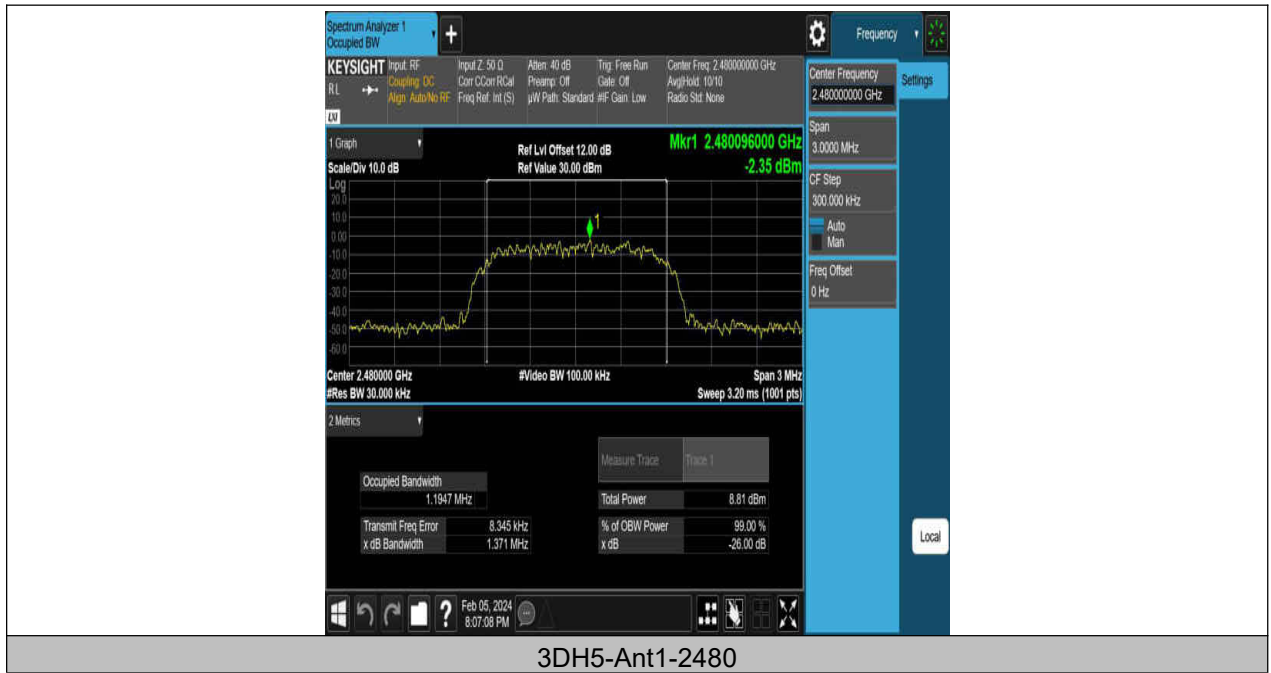 Spectrum Analyzer 1
Occupied BW
+
Frequency
KEYSIGHT
RL
LXI
Input: RF
Coupling: DC
Align: Auto/No RF
Input Z: 50 Ω
Corr CCorr RCal
Freq Ref: Int (S)
Atten: 40 dB
Preamp: Off
µW Path: Standard
Trig: Free Run
Gate: Off
#IF Gain: Low
Center Freq: 2.480000000 GHz
Avg|Hold: 10/10
Radio Std: None
Center Frequency
2.480000000 GHz
Settings
Span
3.0000 MHz
CF Step
300.000 kHz
Auto
Man
Freq Offset
0 Hz
Local
1 Graph
Scale/Div 10.0 dB
Ref Lvl Offset 12.00 dB
Ref Value 30.00 dBm
Mkr1 2.480096000 GHz
-2.35 dBm
Log
20.0
10.0
0.00
-10.0
-20.0
-30.0
-40.0
-50.0
-60.0
1
Center 2.480000 GHz
#Res BW 30.000 kHz
#Video BW 100.00 kHz
Span 3 MHz
Sweep 3.20 ms (1001 pts)
2 Metrics
Measure Trace
Trace 1
Occupied Bandwidth
1.1947 MHz
Total Power
8.81 dBm
Transmit Freq Error
8.345 kHz
% of OBW Power
99.00 %
x dB Bandwidth
1.371 MHz
x dB
-26.00 dB
?
Feb 05, 2024
8:07:08 PM
3DH5-Ant1-2480